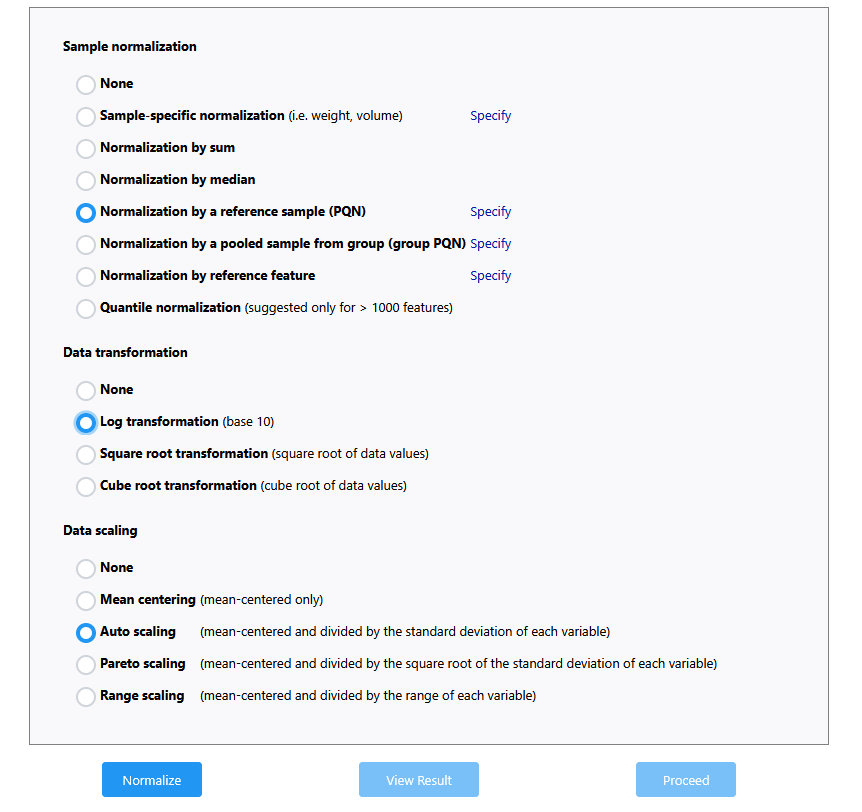 Sample normalization
None
Sample-specific normalization (i.e. weight, volume) Specify
Normalization by sum
Normalization by median
Normalization by a reference sample (PQN) Specify
Normalization by a pooled sample from group (group PQN) Specify
Normalization by reference feature Specify
Quantile normalization (suggested only for > 1000 features)
Data transformation
None
Log transformation (base 10)
Square root transformation (square root of data values)
Cube root transformation (cube root of data values)
Data scaling
None
Mean centering (mean-centered only)
Auto scaling (mean-centered and divided by the standard deviation of each variable)
Pareto scaling (mean-centered and divided by the square root of the standard deviation of each variable)
Range scaling (mean-centered and divided by the range of each variable)
Normalize View Result Proceed